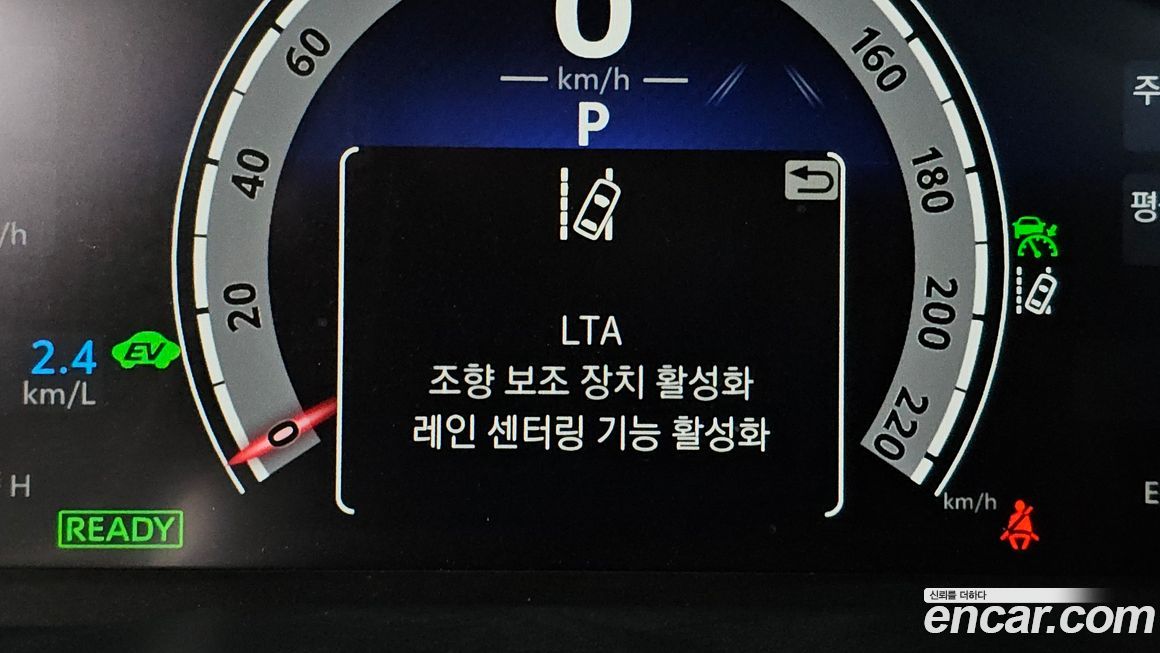 0
km/h
P
60
40
20
0
160
180
200
220
km/h
주
평
/h
2.4
km/L
EV
H
READY
LTA
조향 보조 장치 활성화
레인 센터링 기능 활성화
E
신뢰를 더하다
encar.com